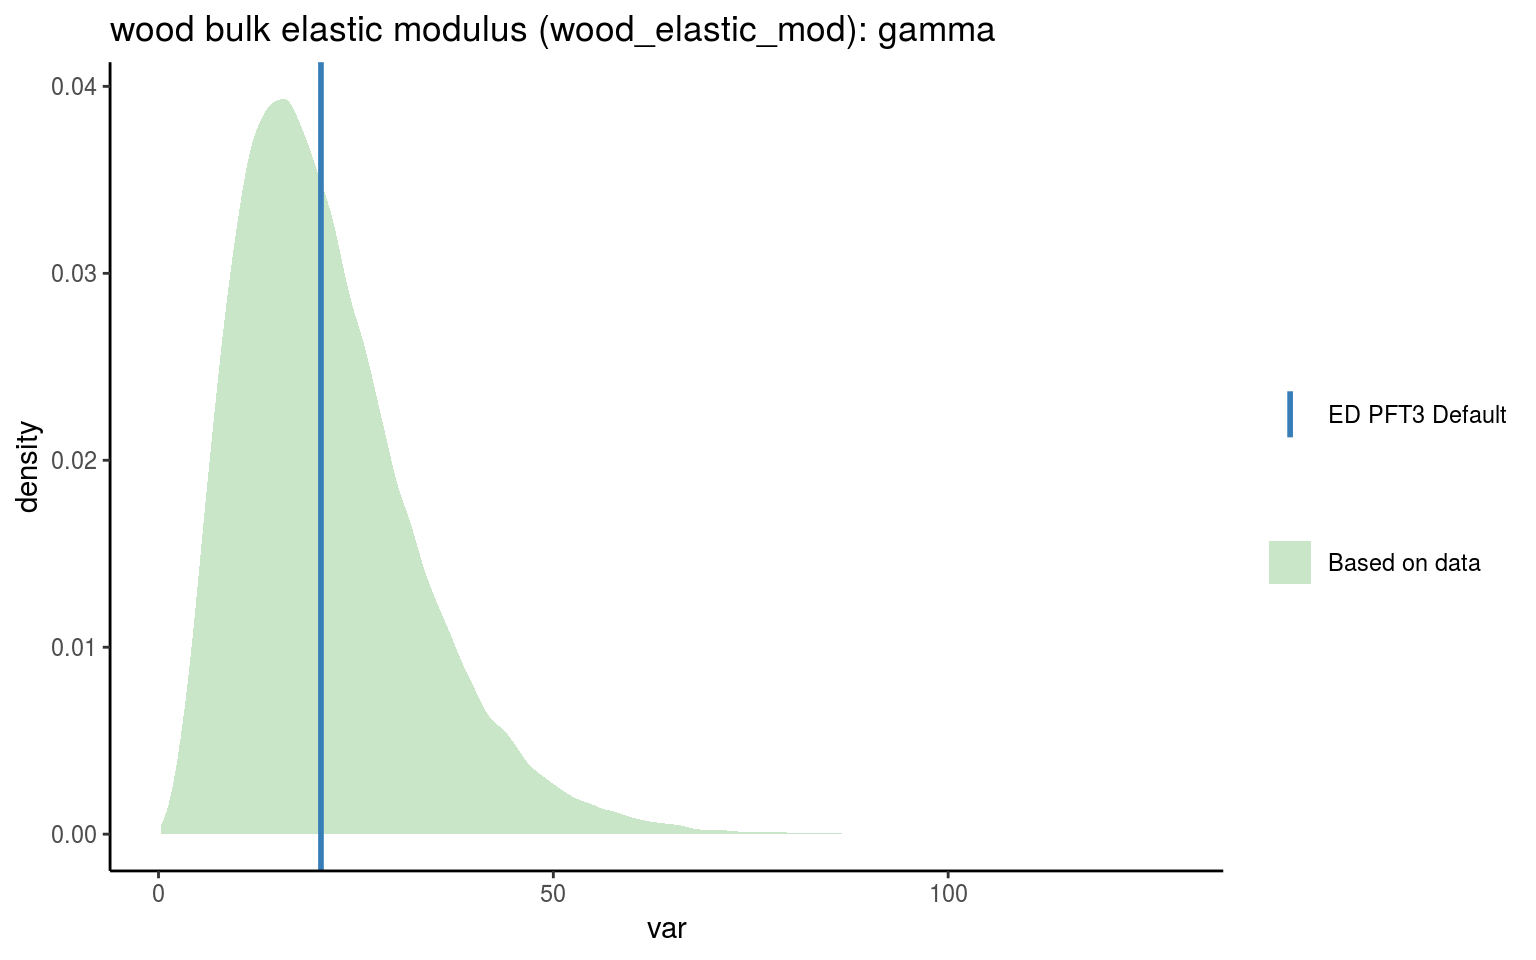 wood bulk elastic modulus (wood_elastic_mod): gamma
0.04
0.03
0.02
0.01
0.00
density
0
50
100
var
ED PFT3 Default
Based on data